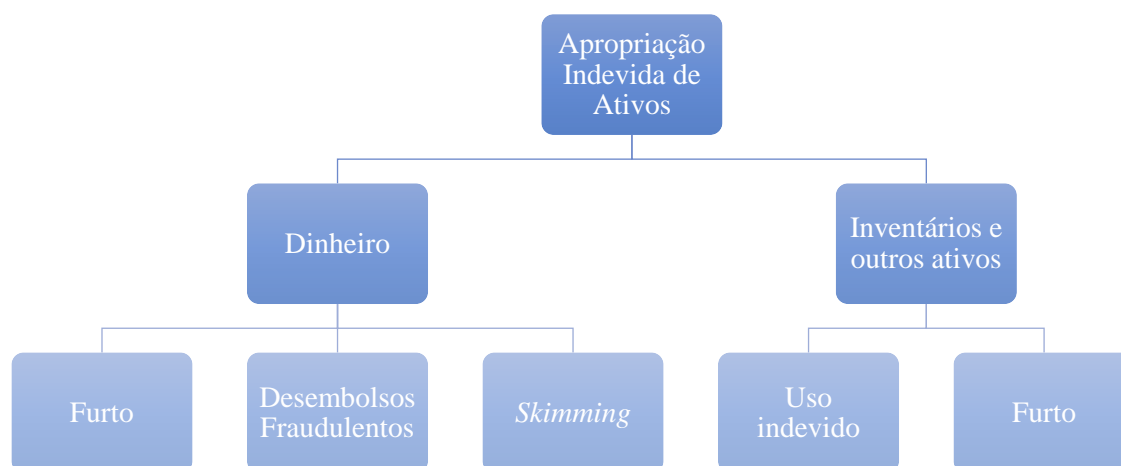 Apropriação
Indevida de
Ativos
Dinheiro
Inventários e
outros ativos
Furto
Desembolsos
Fraudulentos
Skimming
Uso
indevido
Furto